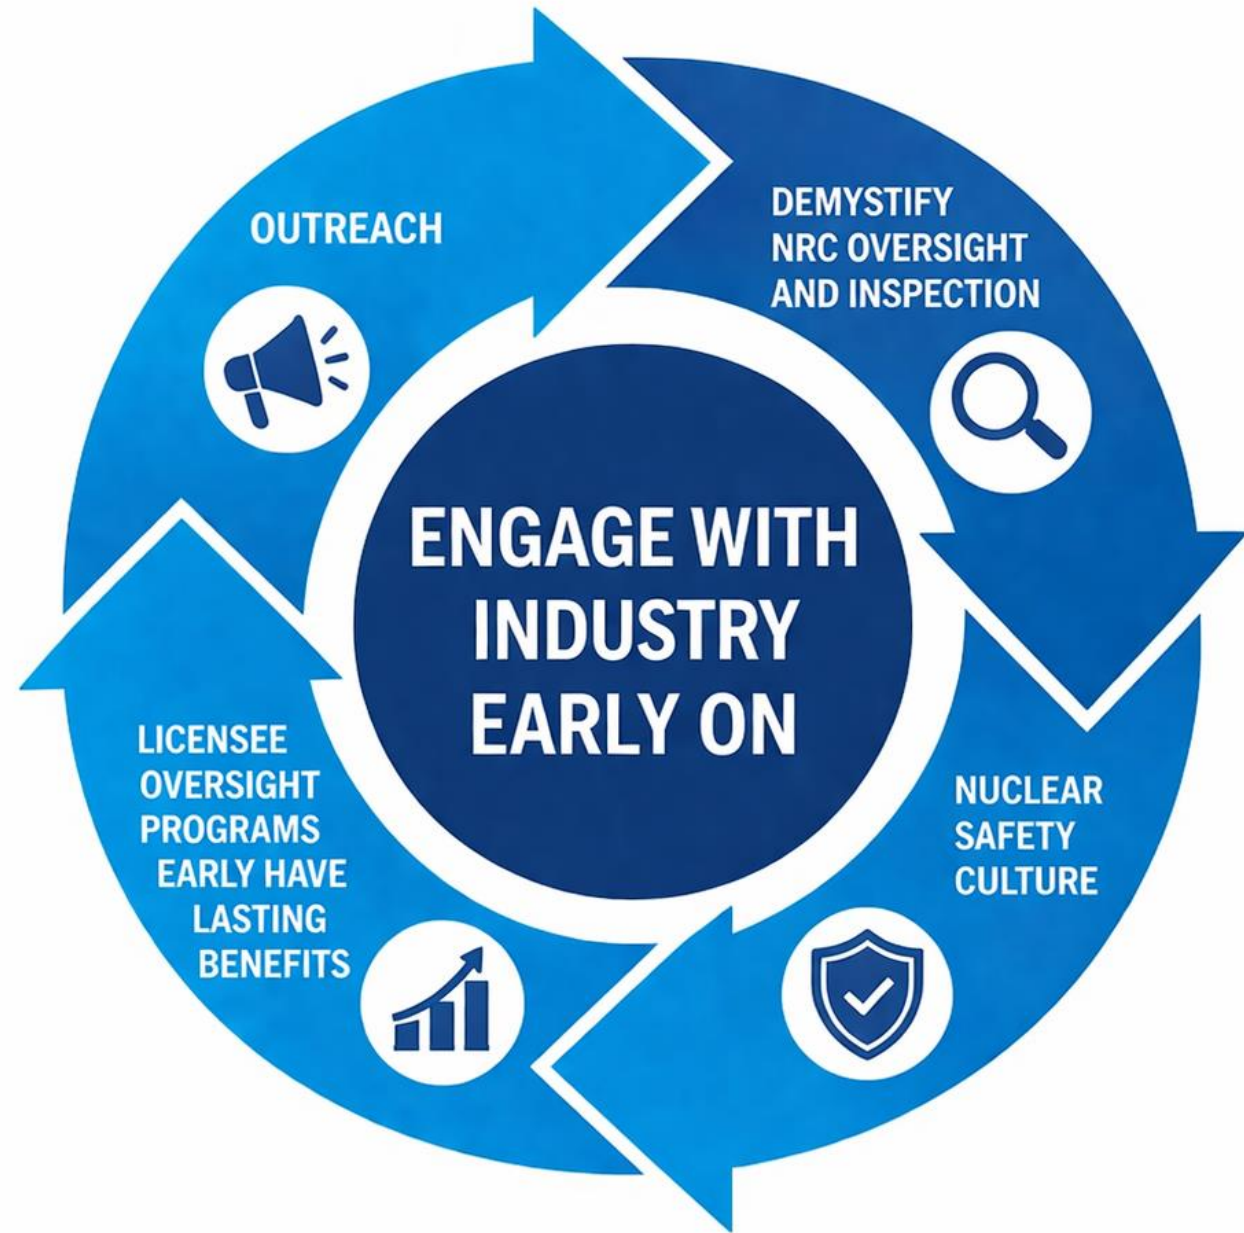 OUTREACH
DEMYSTIFY
NRC OVERSIGHT
AND INSPECTION
ENGAGE WITH
INDUSTRY
EARLY ON
NUCLEAR
SAFETY
CULTURE
LICENSEE
OVERSIGHT
PROGRAMS
EARLY HAVE
LASTING
BENEFITS